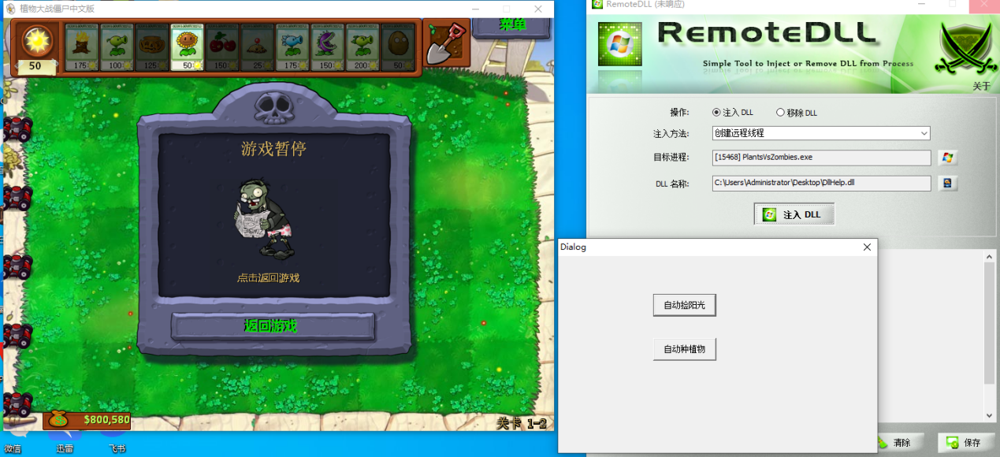 植物大战僵尸中文版
50
175
100
125
50
150
25
175
150
200
50
菜单
游戏暂停
点击返回游戏
返回游戏
$800,580
关卡 1-2
微信
迅雷
飞书
RemoteDLL (未响应)
RemoteDLL
Simple Tool to Inject or Remove DLL from Process
关于
操作:
注入 DLL
移除 DLL
注入方法:
创建远程线程
目标进程:
[15468] PlantsVsZombies.exe
DLL 名称:
C:\Users\Administrator\Desktop\DllHelp.dll
注入 DLL
Dialog
自动捡阳光
自动种植物
清除
保存